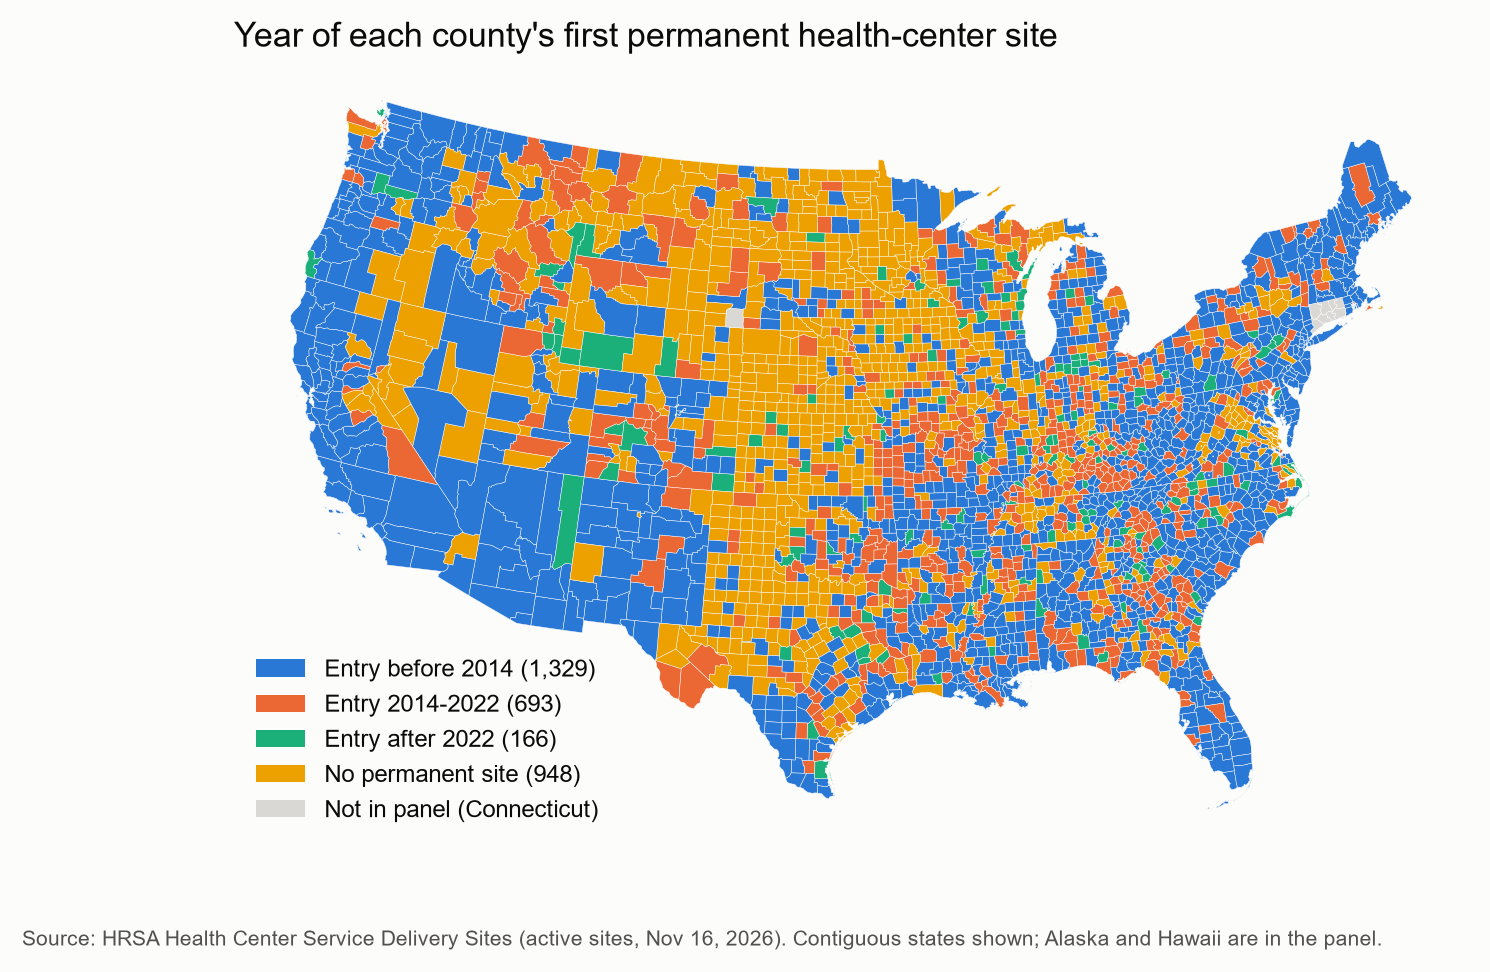 Year of each county's first permanent health-center site
Entry before 2014 (1,329)
Entry 2014-2022 (693)
Entry after 2022 (166)
No permanent site (948)
Not in panel (Connecticut)
Source: HRSA Health Center Service Delivery Sites (active sites, Nov 16, 2026). Contiguous states shown; Alaska and Hawaii are in the panel.